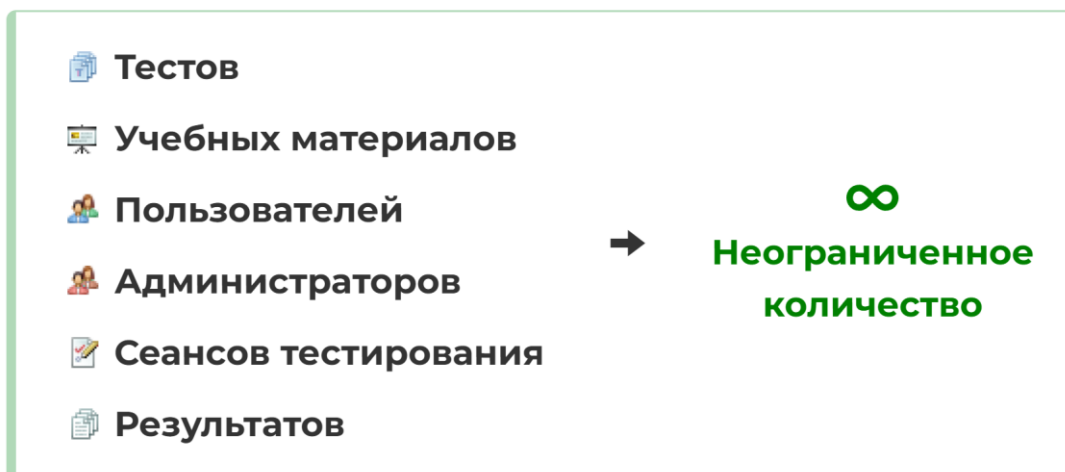 Тестов
Учебных материалов
Пользователей
Администраторов
Сеансов тестирования
Результатов
∞
Неограниченное
количество